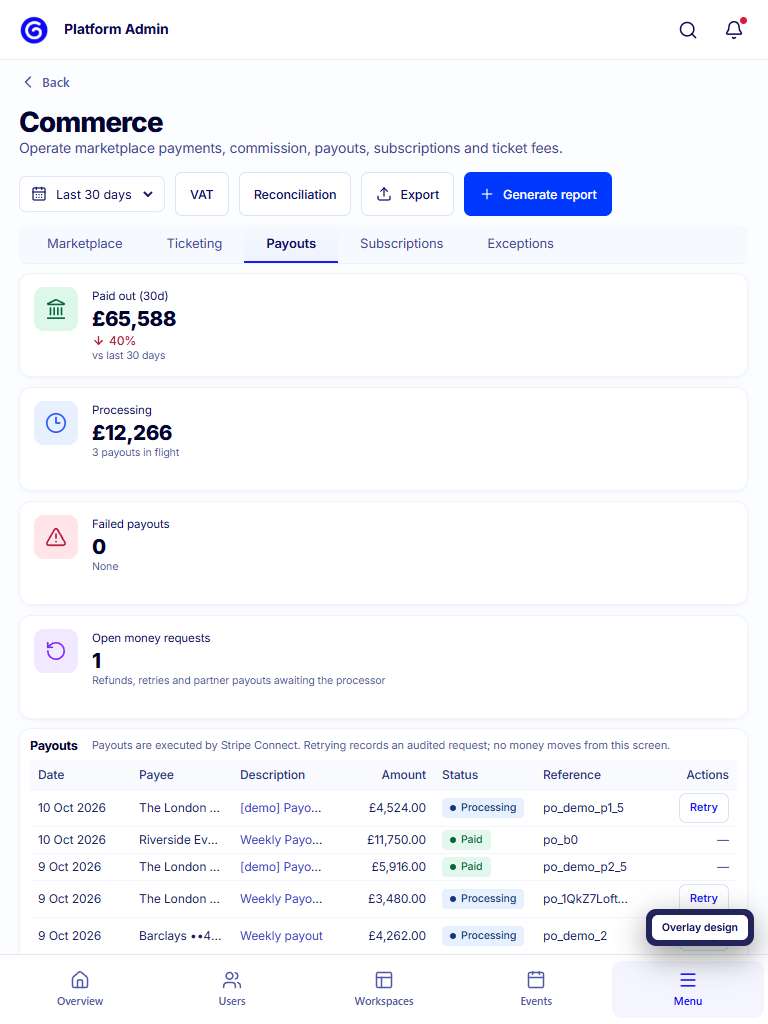 Platform Admin
Back
Commerce
Operate marketplace payments, commission, payouts, subscriptions and ticket fees.
Last 30 days VAT Reconciliation Export Generate report
Marketplace Ticketing Payouts Subscriptions Exceptions
Paid out (30d)
£65,588
↓ 40%
vs last 30 days
Processing
£12,266
3 payouts in flight
Failed payouts
0
None
Open money requests
1
Refunds, retries and partner payouts awaiting the processor
Payouts Payouts are executed by Stripe Connect. Retrying records an audited request; no money moves from this screen.
Date Payee Description Amount Status Reference Actions
10 Oct 2026 The London ... [demo] Payo... £4,524.00 Processing po_demo_p1_5 Retry
10 Oct 2026 Riverside Ev... Weekly Payo... £11,750.00 Paid po_b0 —
9 Oct 2026 The London ... [demo] Payo... £5,916.00 Paid po_demo_p2_5 —
9 Oct 2026 The London ... Weekly Payo... £3,480.00 Processing po_1QkZ7Loft... Retry
9 Oct 2026 Barclays ••4... Weekly payout £4,262.00 Processing po_demo_2
Overlay design
Overview Users Workspaces Events Menu